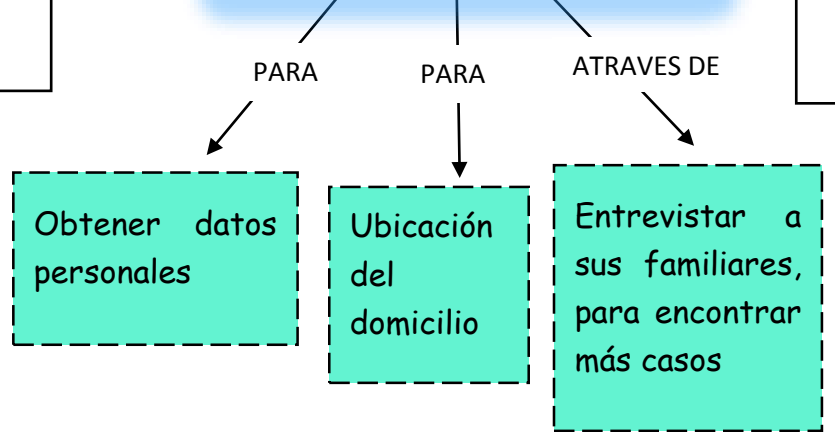 PARA
PARA
ATRAVES DE
Obtener datos
personales
Ubicación
del
domicilio
Entrevistar a
sus familiares,
para encontrar
más casos